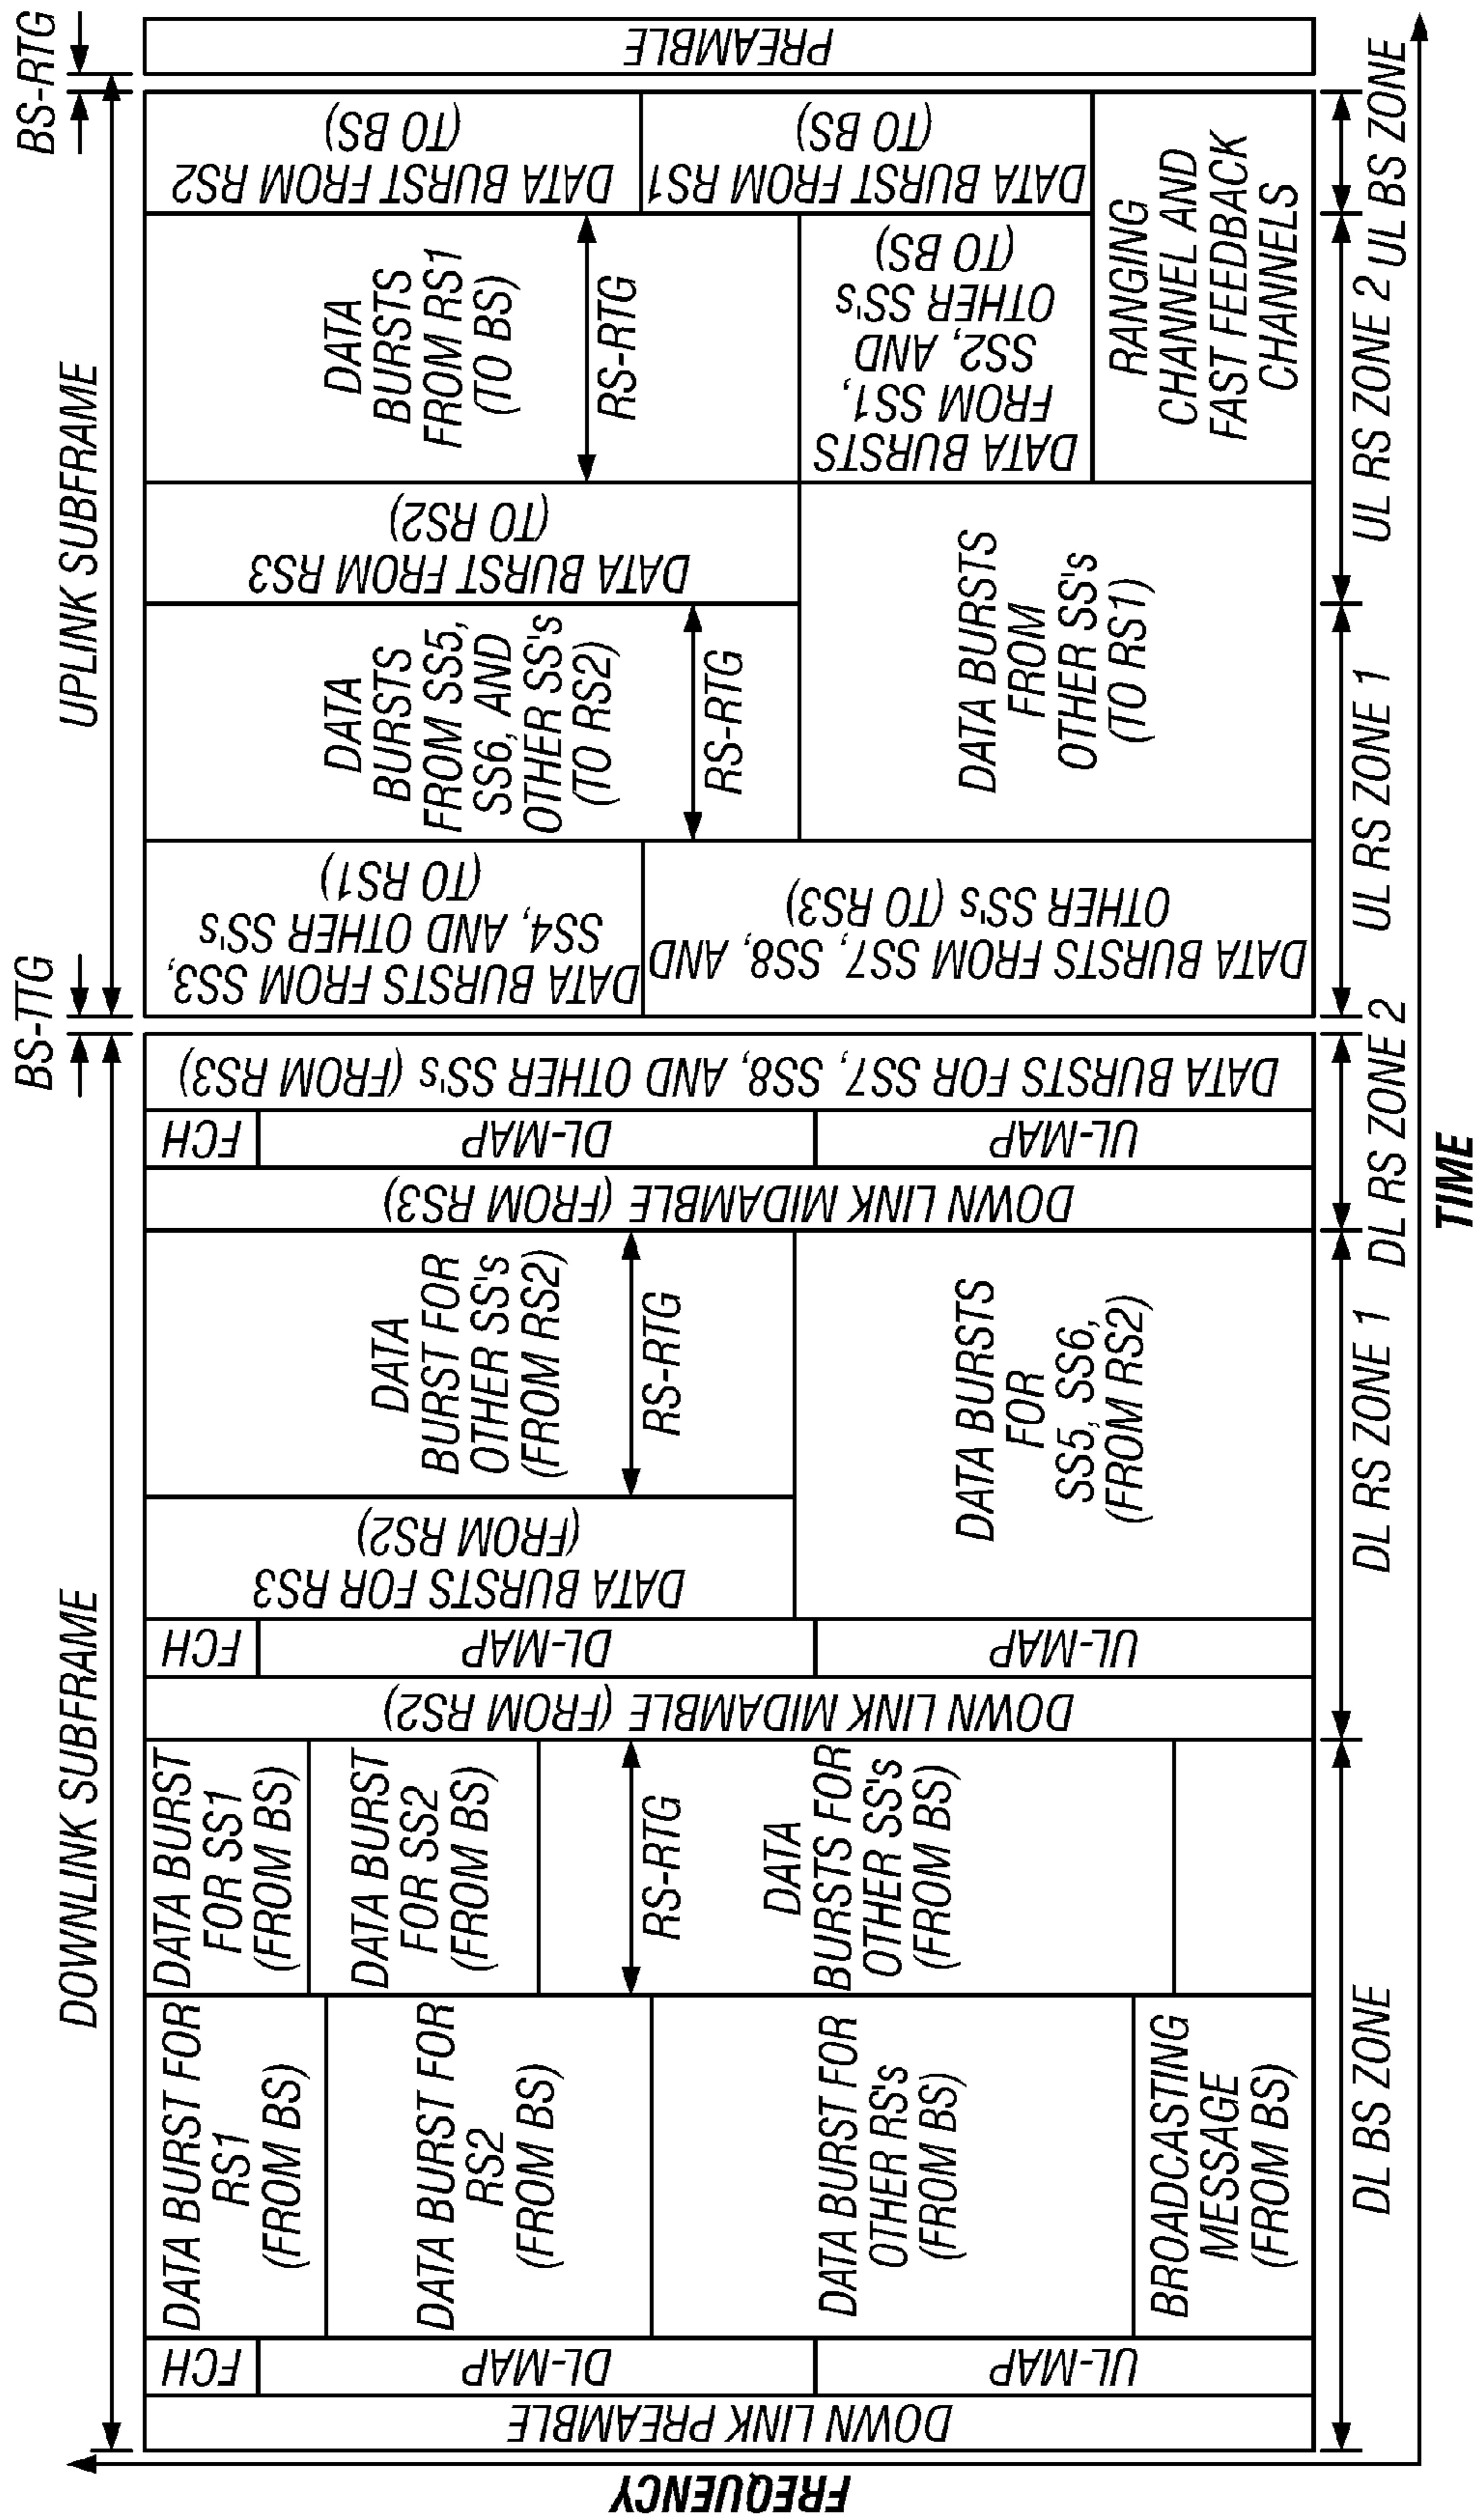 DOWNLINK SUBFRAME
BS-TTG
UPLINK SUBFRAME
BS-RTG
FREQUENCY
DOWN LINK PREAMBLE
FCH
DL-MAP
UL-MAP
DATA BURST FOR
RS1
(FROM BS)
DATA BURST FOR
RS2
(FROM BS)
DATA BURST FOR
OTHER RS's
(FROM BS)
BROADCASTING
MESSAGE
(FROM BS)
DATA BURST
FOR SS1
(FROM BS)
DATA BURST
FOR SS2
(FROM BS)
RS-RTG
DATA
BURSTS FOR
OTHER SS's
(FROM BS)
DOWN LINK MIDAMBLE (FROM RS2)
FCH
DL-MAP
UL-MAP
DATA BURSTS FOR RS3
(FROM RS2)
DATA
BURST FOR
OTHER SS's
(FROM RS2)
RS-RTG
DATA BURSTS
FOR
SS5, SS6,
(FROM RS2)
DOWN LINK MIDAMBLE (FROM RS3)
FCH
DL-MAP
UL-MAP
DATA BURSTS FOR SS7, SS8, AND OTHER SS's (FROM RS3)
DATA BURSTS FROM SS3,
SS4, AND OTHER SS's
(TO RS1)
DATA BURSTS FROM SS7, SS8, AND
OTHER SS's (TO RS3)
DATA
BURSTS
FROM SS5,
SS6, AND
OTHER SS's
(TO RS2)
RS-RTG
DATA BURST FROM RS3
(TO RS2)
DATA BURSTS
FROM
OTHER SS's
(TO RS1)
DATA
BURSTS
FROM RS1
(TO BS)
RS-RTG
DATA BURSTS
FROM SS1,
SS2, AND
OTHER SS's
(TO BS)
DATA BURST FROM RS2
(TO BS)
DATA BURST FROM RS1
(TO BS)
RANGING
CHANNEL AND
FAST FEEDBACK
CHANNELS
PREAMBLE
DL BS ZONE
DL RS ZONE 1
DL RS ZONE 2
UL RS ZONE 1
UL RS ZONE 2
UL BS ZONE
TIME